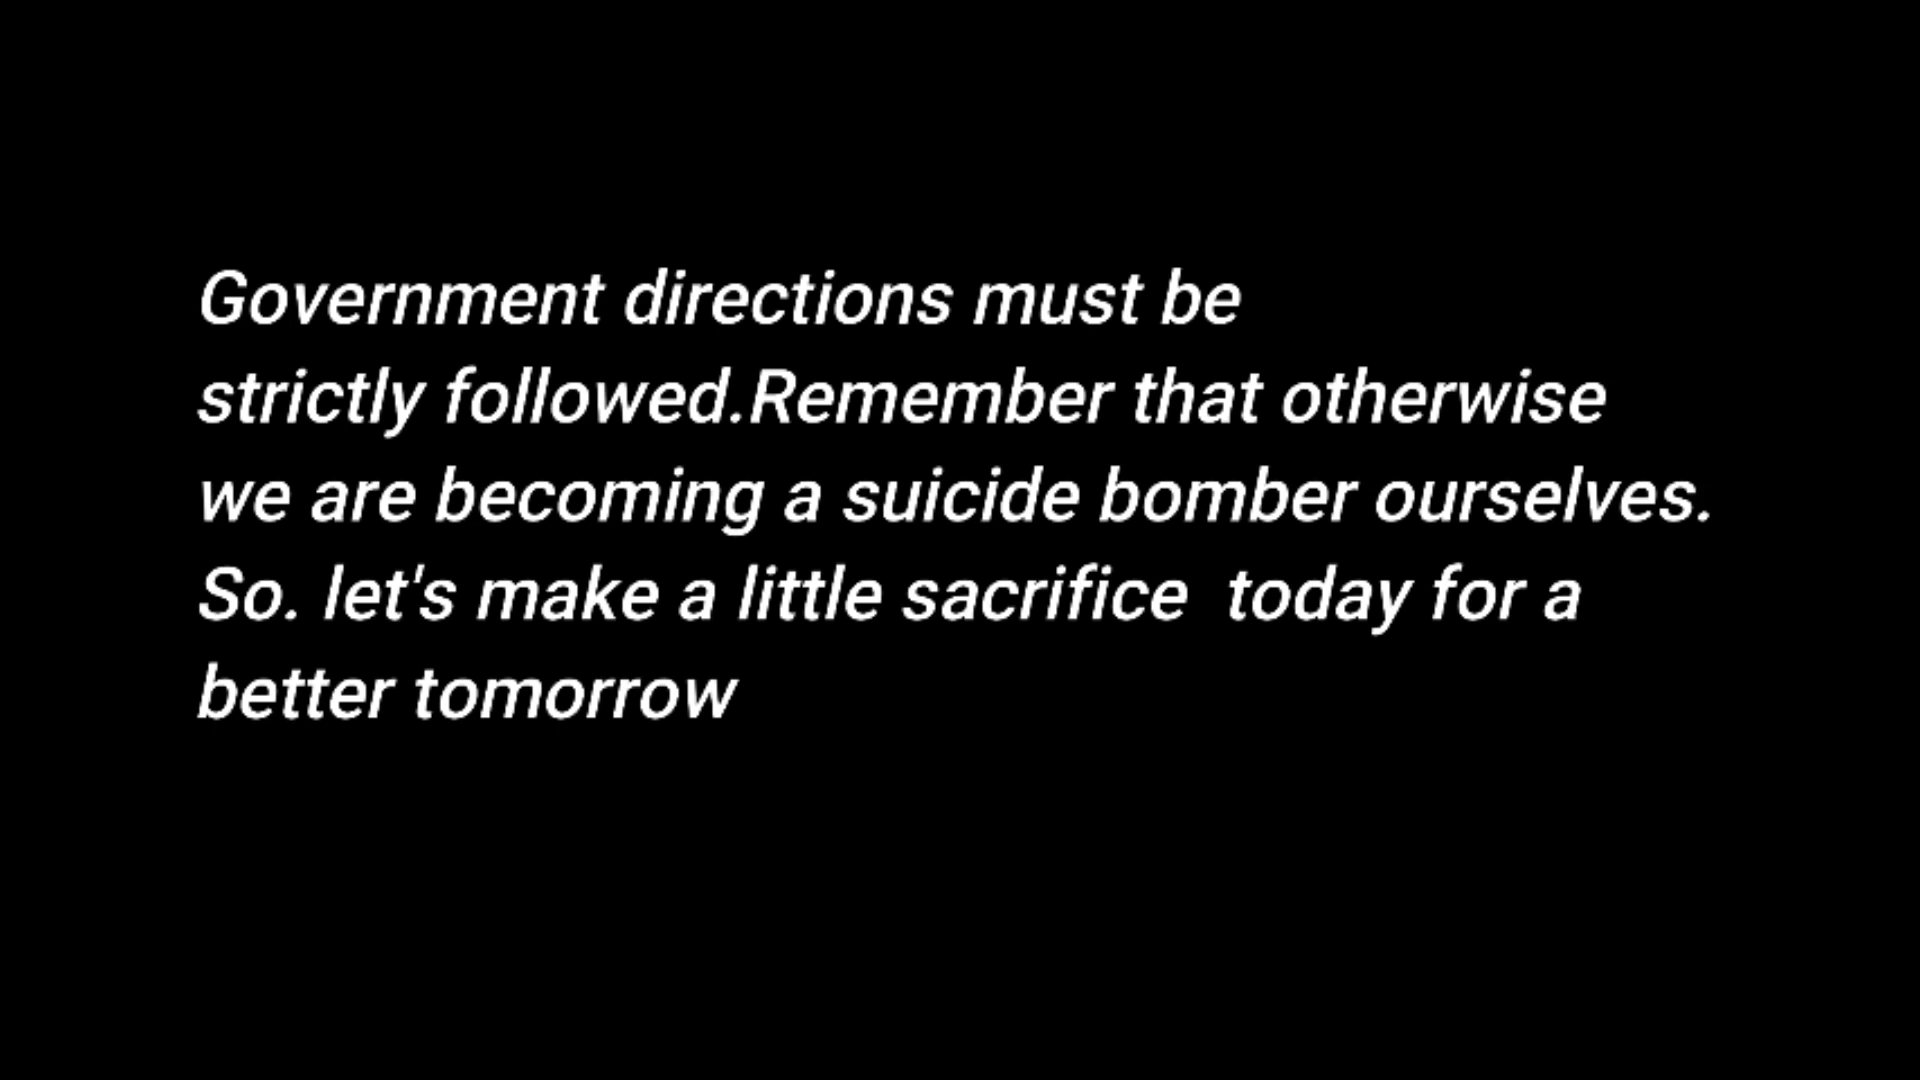 Government directions must be
strictly followed.Remember that otherwise
we are becoming a suicide bomber ourselves.
So. let's make a little sacrifice  today for a
better tomorrow